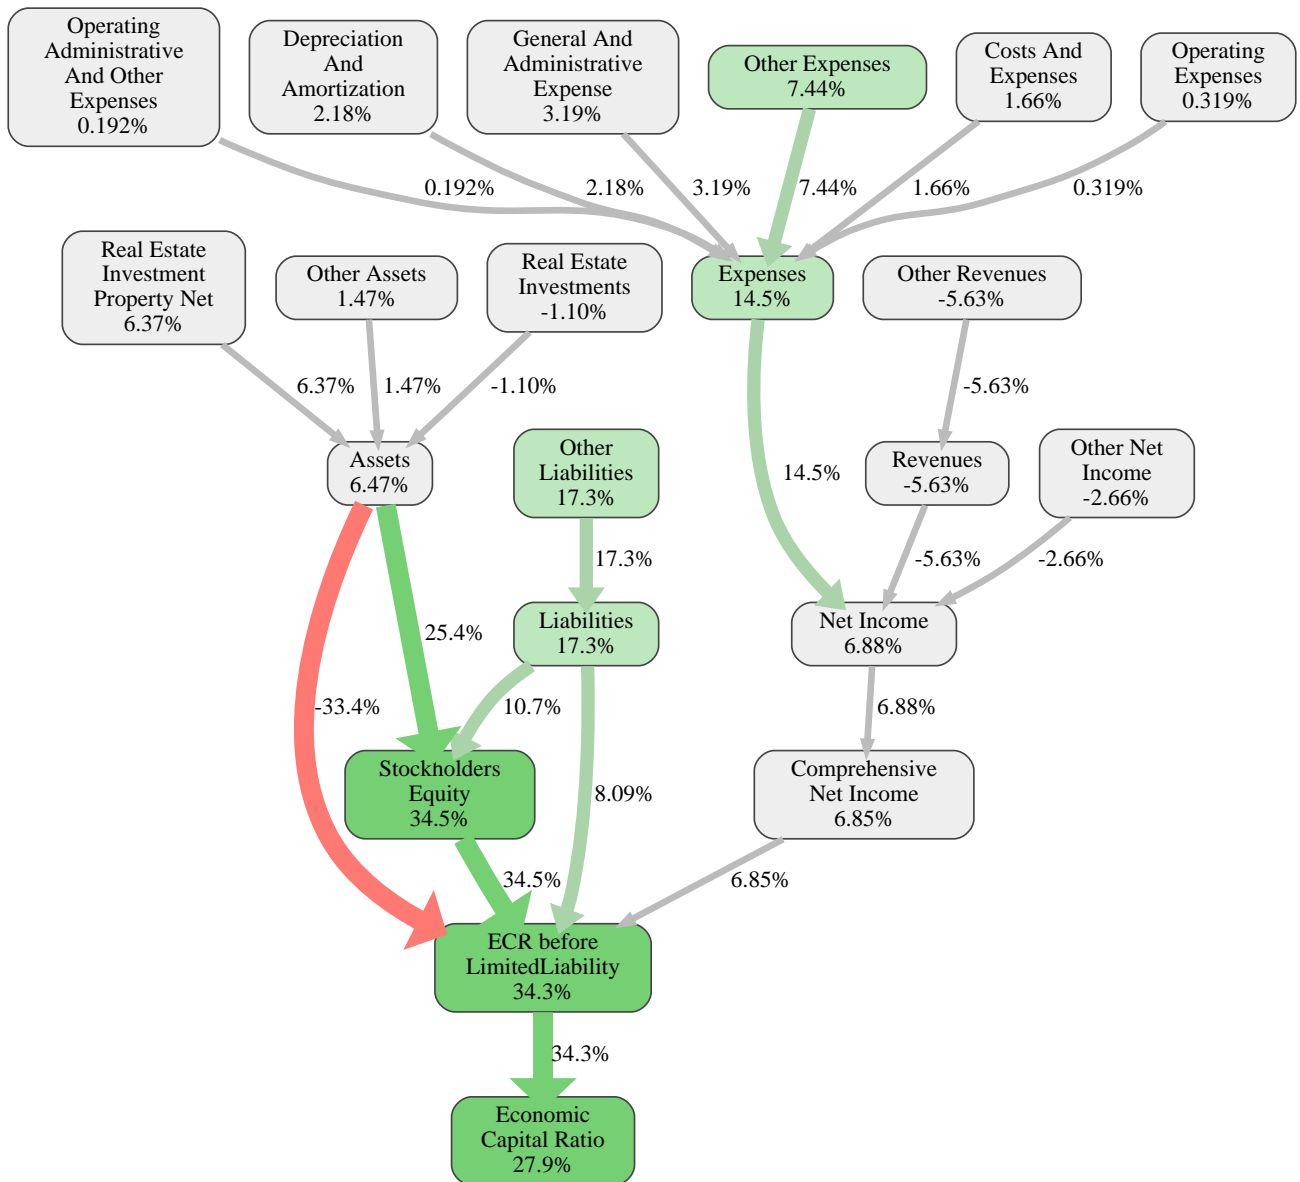 Operating
Administrative
And Other
Expenses
0.192%
Depreciation
And
Amortization
2.18%
General And
Administrative
Expense
3.19%
Other Expenses
7.44%
Costs And
Expenses
1.66%
Operating
Expenses
0.319%
0.192%
2.18%
3.19%
7.44%
1.66%
0.319%
Real Estate
Investment
Property Net
6.37%
Other Assets
1.47%
Real Estate
Investments
-1.10%
Expenses
14.5%
Other Revenues
-5.63%
6.37%
1.47%
-1.10%
-5.63%
Assets
6.47%
Other
Liabilities
17.3%
14.5%
Revenues
-5.63%
Other Net
Income
-2.66%
17.3%
-5.63%
-2.66%
25.4%
Liabilities
17.3%
Net Income
6.88%
-33.4%
10.7%
6.88%
Stockholders
Equity
34.5%
8.09%
Comprehensive
Net Income
6.85%
34.5%
6.85%
ECR before
LimitedLiability
34.3%
34.3%
Economic
Capital Ratio
27.9%